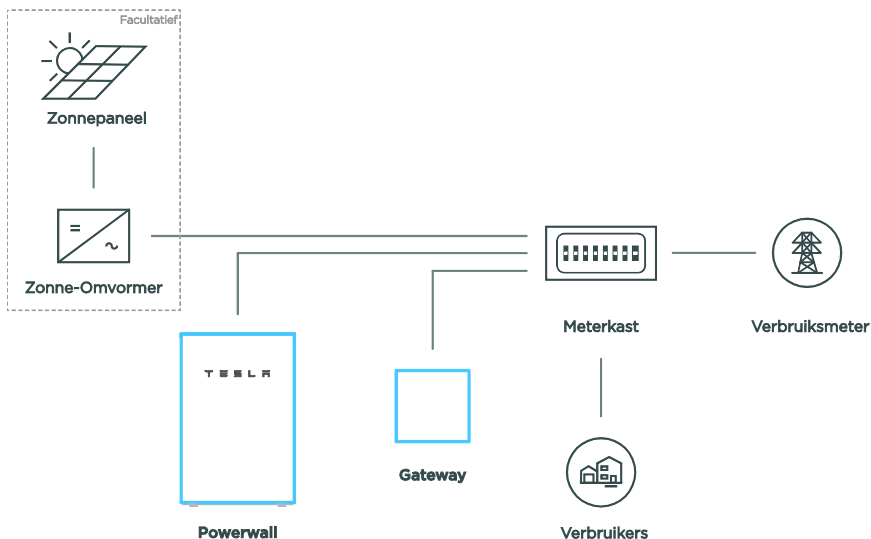 Facultatief
Zonnepaneel
Zonne-Omvormer
Meterkast
Verbruiksmeter
TESLA
Gateway
Powerwall
Verbruikers